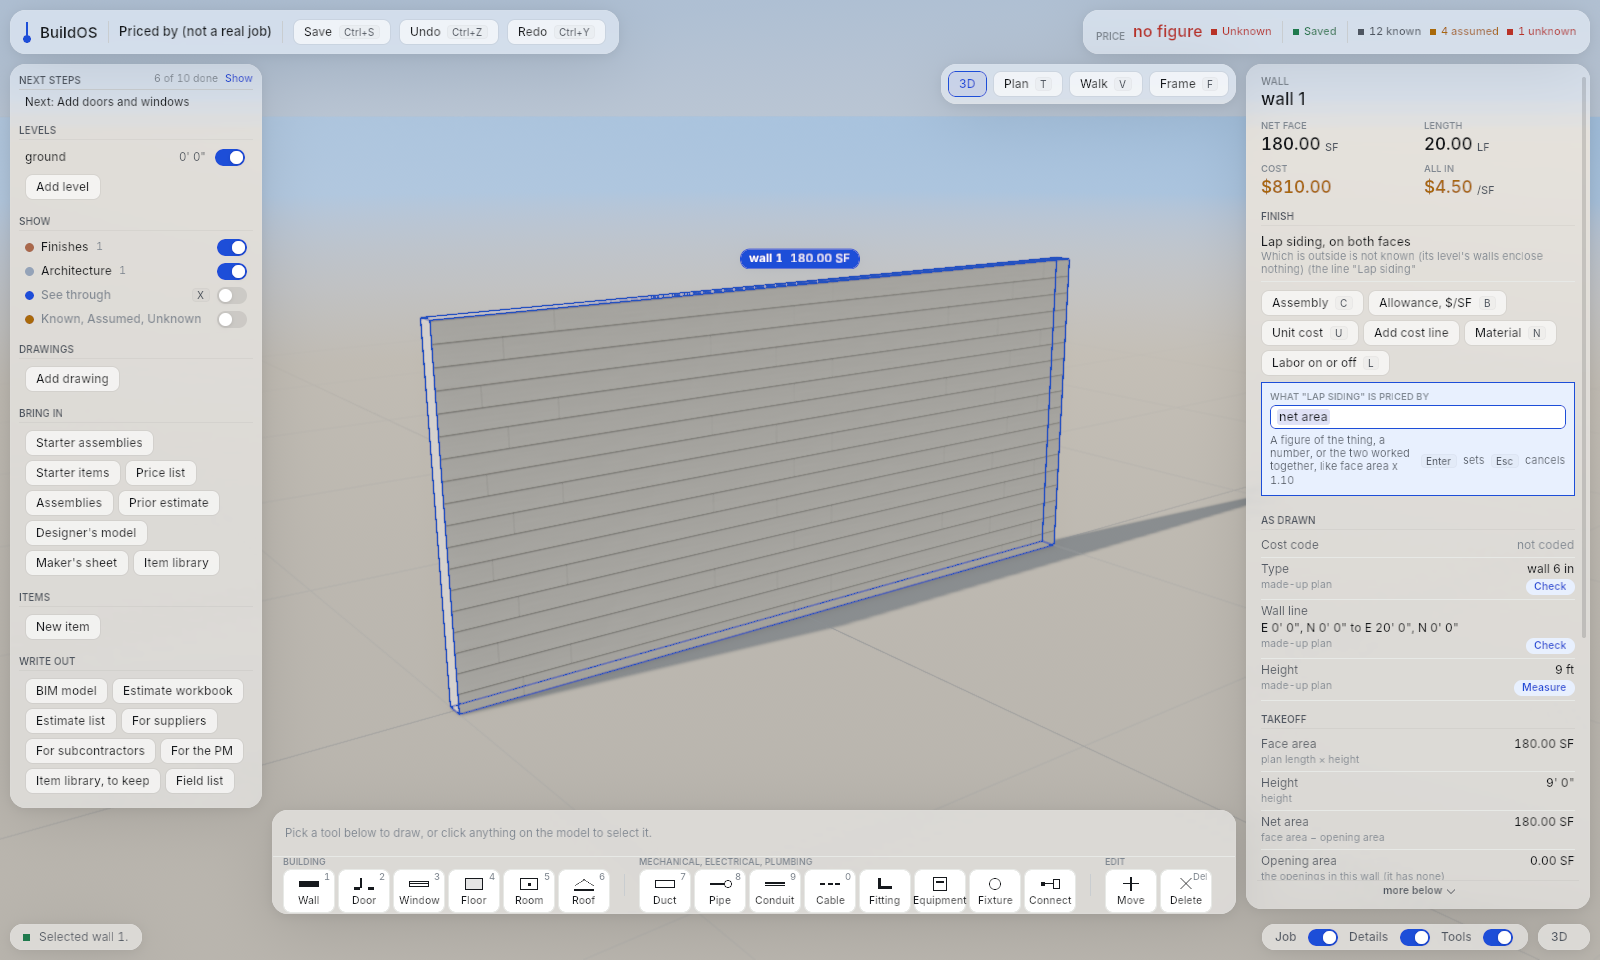 BuildOS
Priced by (not a real job)
Save Ctrl+S
Undo Ctrl+Z
Redo Ctrl+Y
PRICE no figure
Unknown
Saved
12 known
4 assumed
1 unknown
NEXT STEPS 6 of 10 done Show
Next: Add doors and windows
LEVELS
ground 0' 0"
Add level
SHOW
Finishes 1
Architecture 1
See through X
Known, Assumed, Unknown
DRAWINGS
Add drawing
BRING IN
Starter assemblies
Starter items Price list
Assemblies Prior estimate
Designer's model
Maker's sheet Item library
ITEMS
New item
WRITE OUT
BIM model Estimate workbook
Estimate list For suppliers
For subcontractors For the PM
Item library, to keep Field list
3D
Plan T
Walk V
Frame F
wall 1 180.00 SF
WALL
wall 1
NET FACE LENGTH
180.00 SF 20.00 LF
COST ALL IN
$810.00 $4.50 /SF
FINISH
Lap siding, on both faces
Which is outside is not known (its level's walls enclose
nothing) (the line "Lap siding"
Assembly C Allowance, $/SF B
Unit cost U Add cost line Material N
Labor on or off L
WHAT "LAP SIDING" IS PRICED BY
net area
A figure of the thing, a
number, or the two worked
together, like face area x
1.10
Enter sets Esc cancels
AS DRAWN
Cost code not coded
Type wall 6 in
made-up plan Check
Wall line
E 0' 0", N 0' 0" to E 20' 0", N 0' 0"
made-up plan Check
Height 9 ft
made-up plan Measure
TAKEOFF
Face area 180.00 SF
plan length × height
Height 9' 0"
height
Net area 180.00 SF
face area − opening area
Opening area 0.00 SF
the openings in this wall (it has none)
more below
Pick a tool below to draw, or click anything on the model to select it.
BUILDING
Wall 1
Door 2
Window 3
Floor 4
Room 5
Roof 6
MECHANICAL, ELECTRICAL, PLUMBING
Duct 7
Pipe 8
Conduit 9
Cable 0
Fitting
Equipment
Fixture
Connect
EDIT
Move
Delete Del
Selected wall 1.
Job
Details
Tools
3D